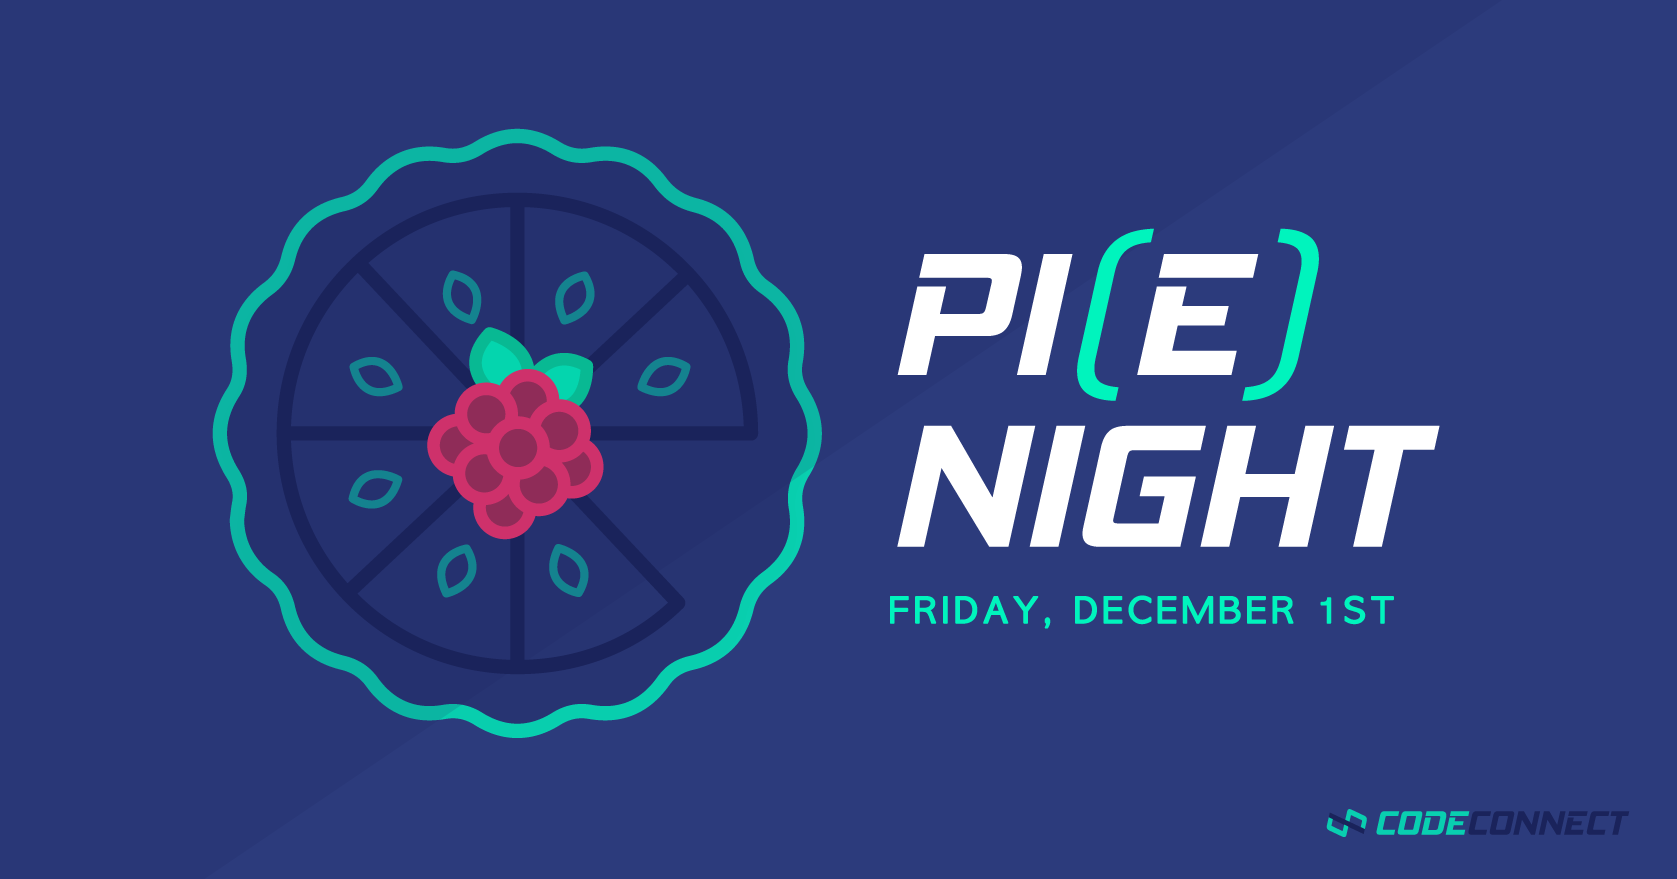 PI(E)
NIGHT
FRIDAY, DECEMBER 1ST
CODECONNECT